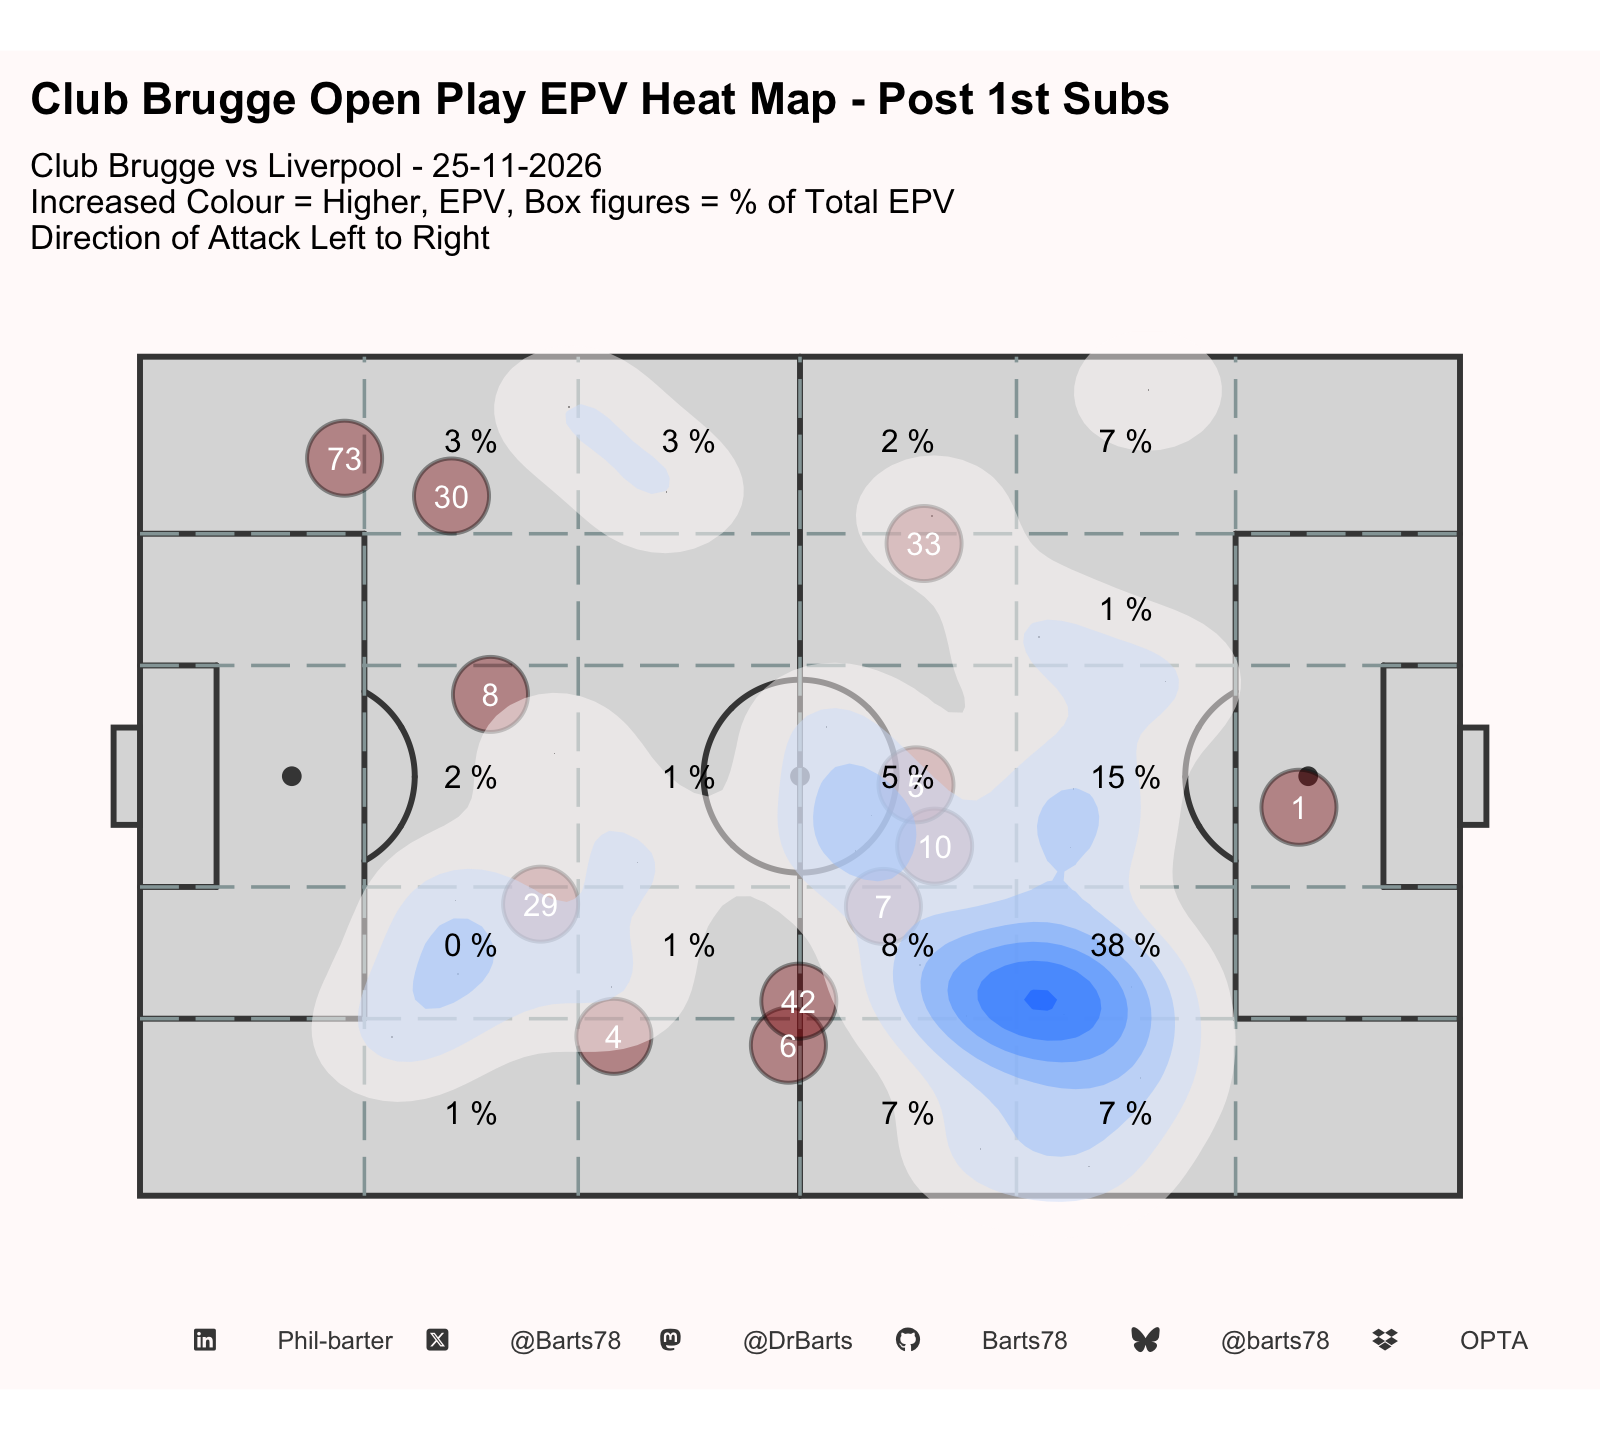 Club Brugge Open Play EPV Heat Map - Post 1st Subs
Club Brugge vs Liverpool - 25-11-2026
Increased Colour = Higher, EPV, Box figures = % of Total EPV
Direction of Attack Left to Right
3 % 3 % 2 % 7 %
73
30
33
1 %
8
2 % 1 % 5 % 15 %
5
1
10
29 7
0 % 1 % 8 % 38 %
42
4 6
1 % 7 % 7 %
Phil-barter @Barts78 @DrBarts Barts78 @barts78 OPTA